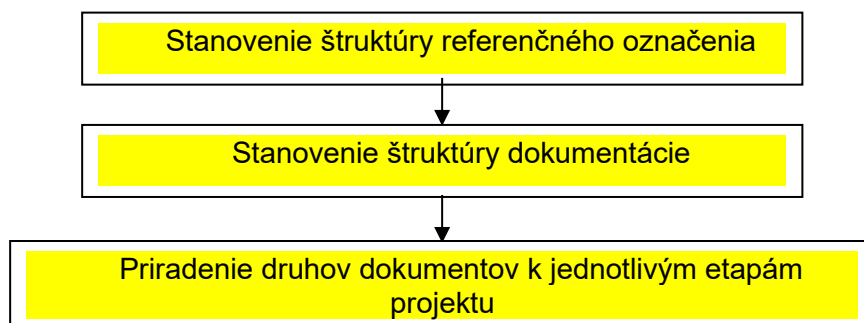 Stanovenie štruktúry referenčného označenia
Stanovenie štruktúry dokumentácie
Priradenie druhov dokumentov k jednotlivým etapám
projektu